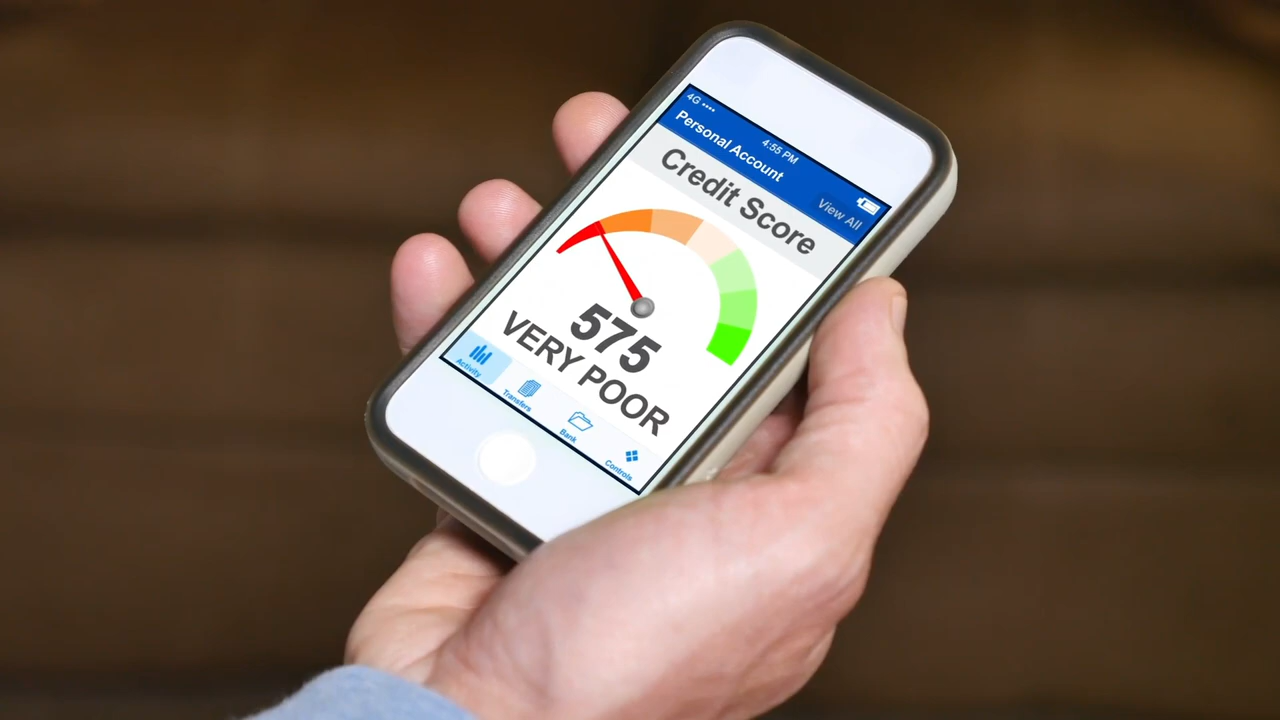 4G
4:55 PM
Personal Account
View All
Credit Score
575
VERY POOR
Activity
Transfers
Bank
Controls